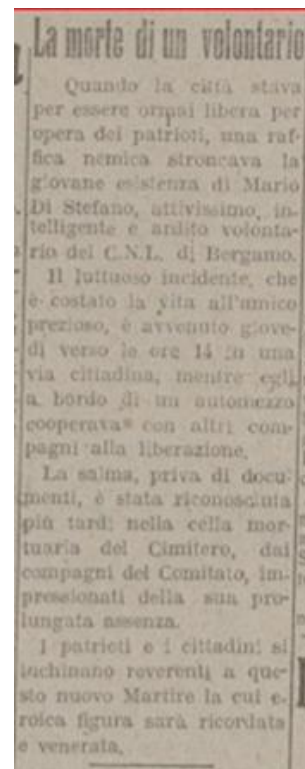 La morte di un volontario
Quando la città stava
per essere ormai libera per
opera dei patrioti, una raf-
fica nemica stroncava la
giovane esistenza di Mario
Di Stefano, attivissimo, in-
telligente e ardito volonta-
rio del C.N.L. di Bergamo.
Il luttuoso incidente, che
è costato la vita all'amico
prezioso, è avvenuto giove-
dì verso le ore 14 in una
via cittadina, mentre egli
a bordo di un automezzo
cooperava con altri com-
pagni alla liberazione.
La salma, priva di docu-
menti, è stata riconosciuta
più tardi nella cella mor-
tuaria del Cimitero, dai
compagni del Comitato, im-
pressionati della sua pro-
lungata assenza.
I patrioti e i cittadini si
inchinano reverenti a que-
sto nuovo Martire la cui e-
roica figura sarà ricordata
e venerata.